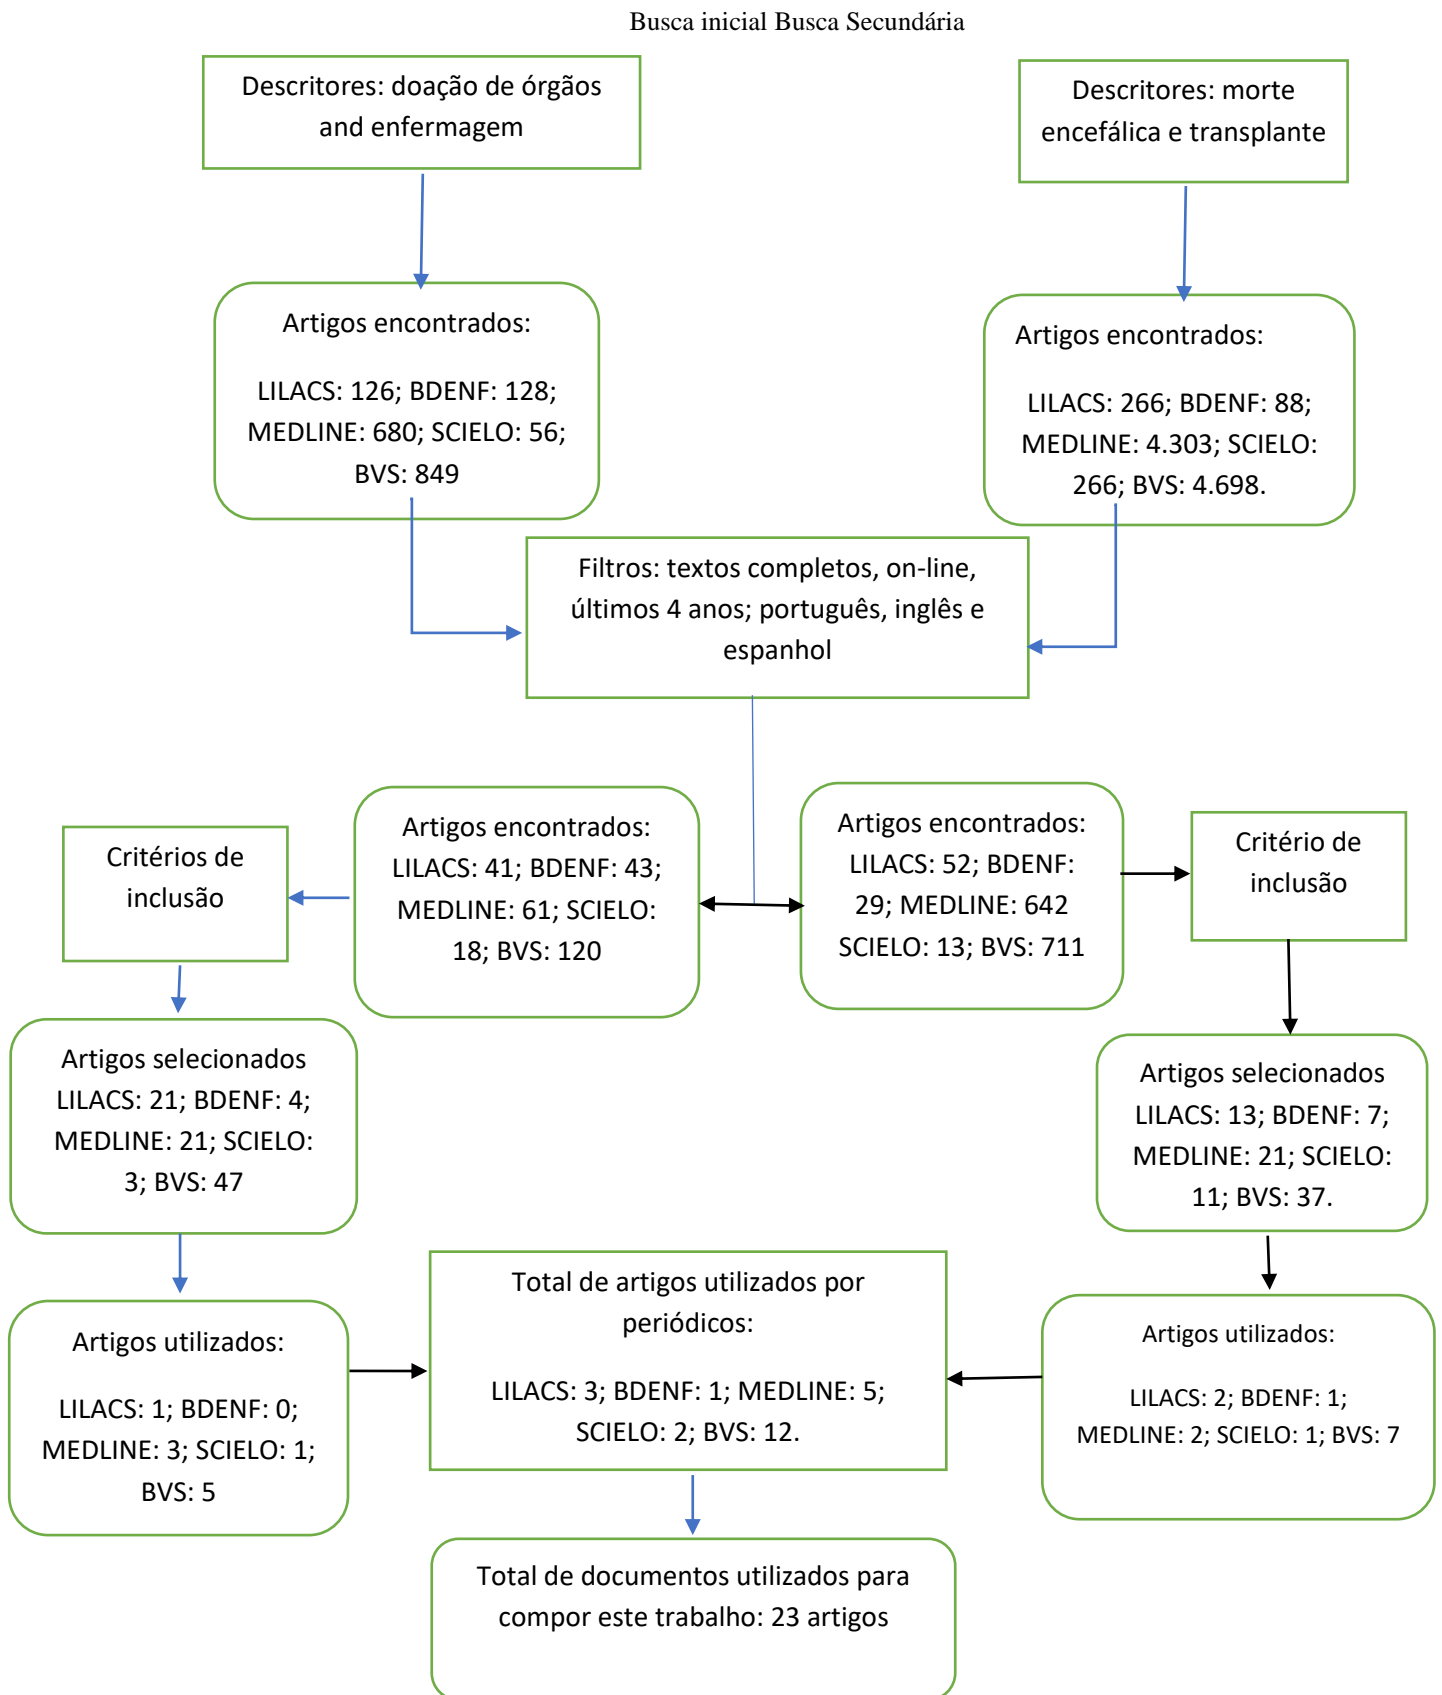 Busca inicial Busca Secundária
Descritores: doação de órgãos
and enfermagem
Descritores: morte
encefálica e transplante
Artigos encontrados:
LILACS: 126; BDENF: 128;
MEDLINE: 680; SCIELO: 56;
BVS: 849
Artigos encontrados:
LILACS: 266; BDENF: 88;
MEDLINE: 4.303; SCIELO:
266; BVS: 4.698.
Filtros: textos completos, on-line,
últimos 4 anos; português, inglês e
espanhol
Critérios de
inclusão
Artigos encontrados:
LILACS: 41; BDENF: 43;
MEDLINE: 61; SCIELO:
18; BVS: 120
Artigos encontrados:
LILACS: 52; BDENF:
29; MEDLINE: 642
SCIELO: 13; BVS: 711
Critério de
inclusão
Artigos selecionados
LILACS: 21; BDENF: 4;
MEDLINE: 21; SCIELO:
3; BVS: 47
Artigos selecionados
LILACS: 13; BDENF: 7;
MEDLINE: 21; SCIELO:
11; BVS: 37.
Artigos utilizados:
LILACS: 1; BDENF: 0;
MEDLINE: 3; SCIELO: 1;
BVS: 5
Total de artigos utilizados por
periódicos:
LILACS: 3; BDENF: 1; MEDLINE: 5;
SCIELO: 2; BVS: 12.
Artigos utilizados:
LILACS: 2; BDENF: 1;
MEDLINE: 2; SCIELO: 1; BVS: 7
Total de documentos utilizados para
compor este trabalho: 23 artigos